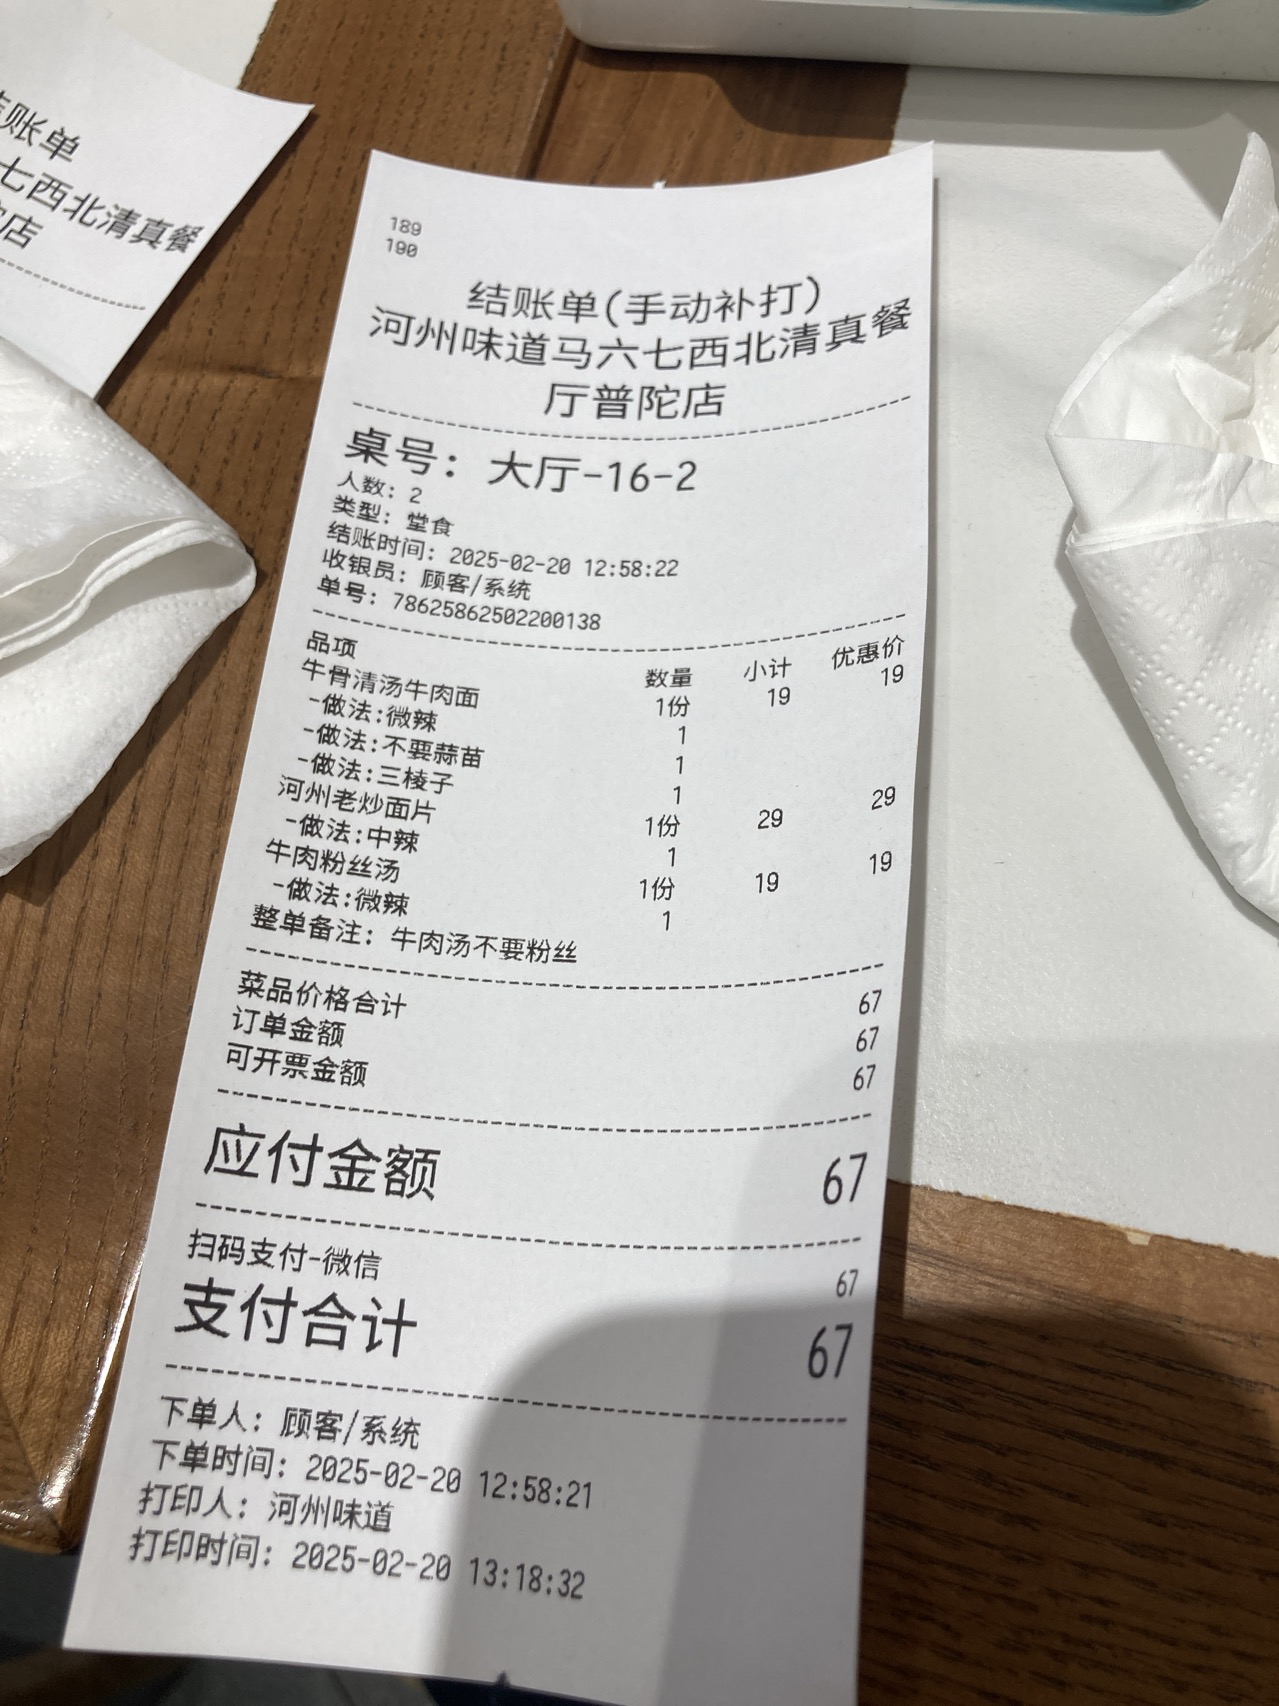 账单
七西北清真餐
店
189
190
结账单(手动补打)
河州味道马六七西北清真餐
厅普陀店
桌号: 大厅-16-2
人数: 2
类型: 堂食
结账时间: 2025-02-20 12:58:22
收银员: 顾客/系统
单号: 78625862502200138
品项 数量 小计 优惠价
牛骨清汤牛肉面 1份 19 19
-做法:微辣 1
-做法:不要蒜苗 1
-做法:三棱子 1
河州老炒面片 1份 29 29
-做法:中辣 1
牛肉粉丝汤 1份 19 19
-做法:微辣 1
整单备注: 牛肉汤不要粉丝
菜品价格合计 67
订单金额 67
可开票金额 67
应付金额 67
扫码支付-微信 67
支付合计 67
下单人: 顾客/系统
下单时间: 2025-02-20 12:58:21
打印人: 河州味道
打印时间: 2025-02-20 13:18:32